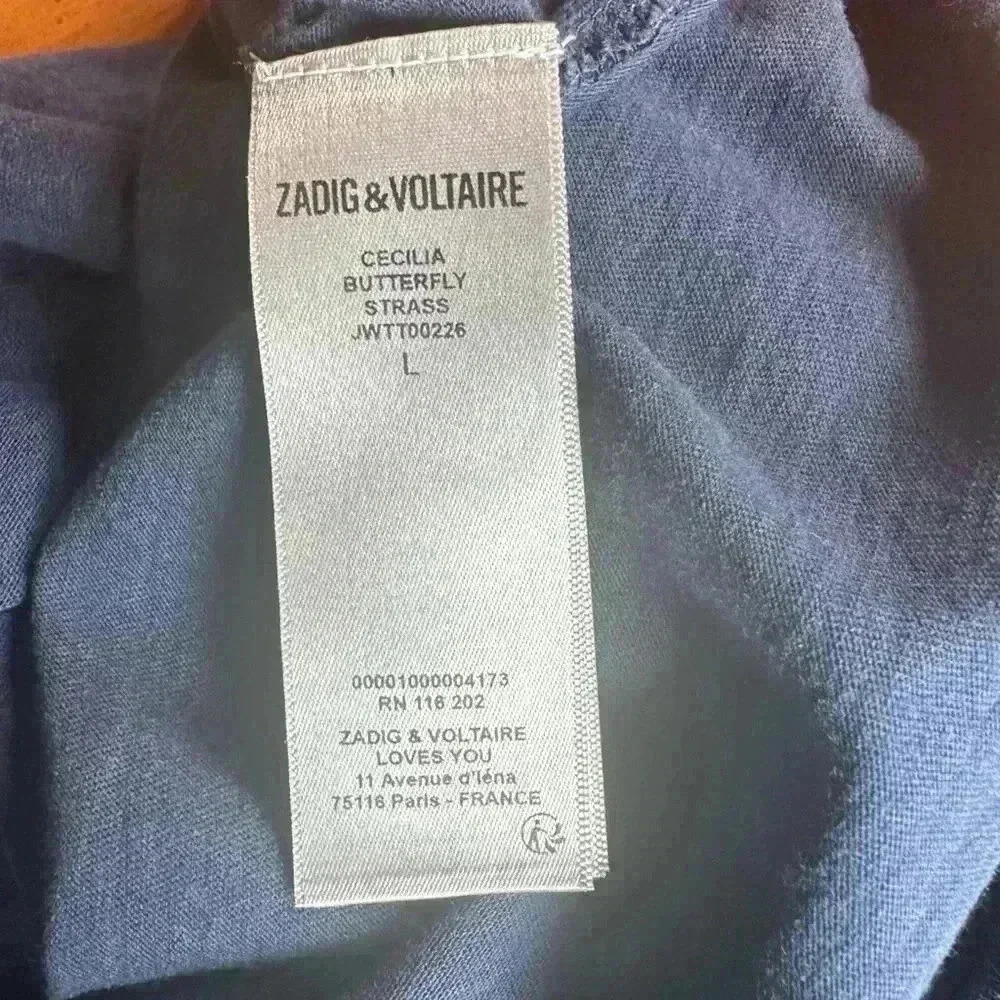 ZADIG&VOLTAIRE
CECILIA
BUTTERFLY
STRASS
JWTT00226
L
00001000004173
RN 116 202
ZADIG & VOLTAIRE
LOVES YOU
11 Avenue d'Iéna
75116 Paris - FRANCE